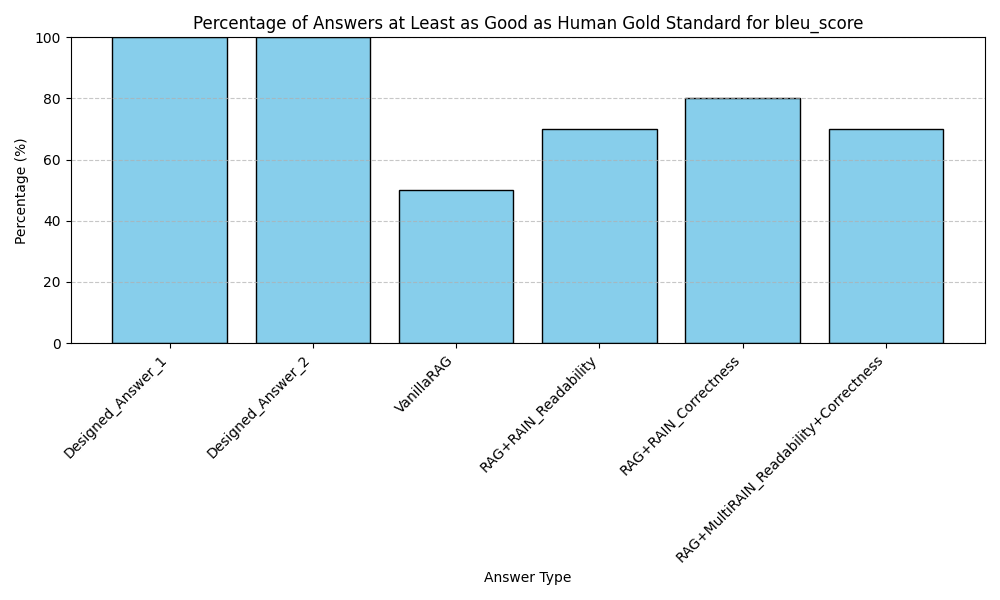 Percentage of Answers at Least as Good as Human Gold Standard for bleu_score
Percentage (%)
100
80
60
40
20
0
Designed_Answer_1
Designed_Answer_2
VanillaRAG
RAG+RAIN_Readability
RAG+RAIN_Correctness
RAG+MultiRAIN_Readability+Correctness
Answer Type